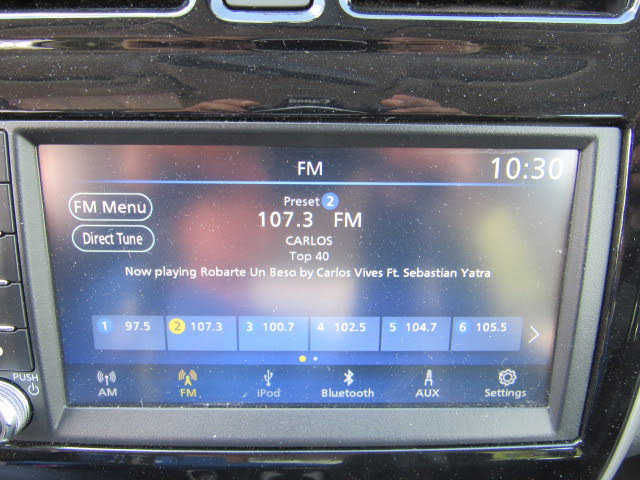 FM 10:30
FM Menu
Preset 2
107.3 FM
Direct Tune
CARLOS
Top 40
Now playing Robarte Un Beso by Carlos Vives Ft. Sebastian Yatra
1 97.5 2 107.3 3 100.7 4 102.5 5 104.7 6 105.5
AM FM iPod Bluetooth AUX Settings
PUSH